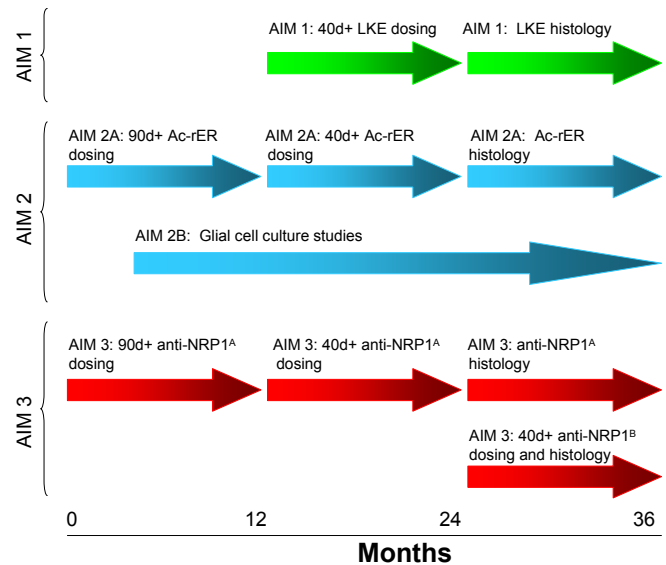 AIM 1
AIM 1: 40d+ LKE dosing
AIM 1: LKE histology
AIM 2
AIM 2A: 90d+ Ac-rER
dosing
AIM 2A: 40d+ Ac-rER
dosing
AIM 2A: Ac-rER
histology
AIM 2B: Glial cell culture studies
AIM 3
AIM 3: 90d+ anti-NRP1ᴬ
dosing
AIM 3: 40d+ anti-NRP1ᴬ
dosing
AIM 3: anti-NRP1ᴬ
histology
AIM 3: 40d+ anti-NRP1ᴮ
dosing and histology
0 12 24 36
Months